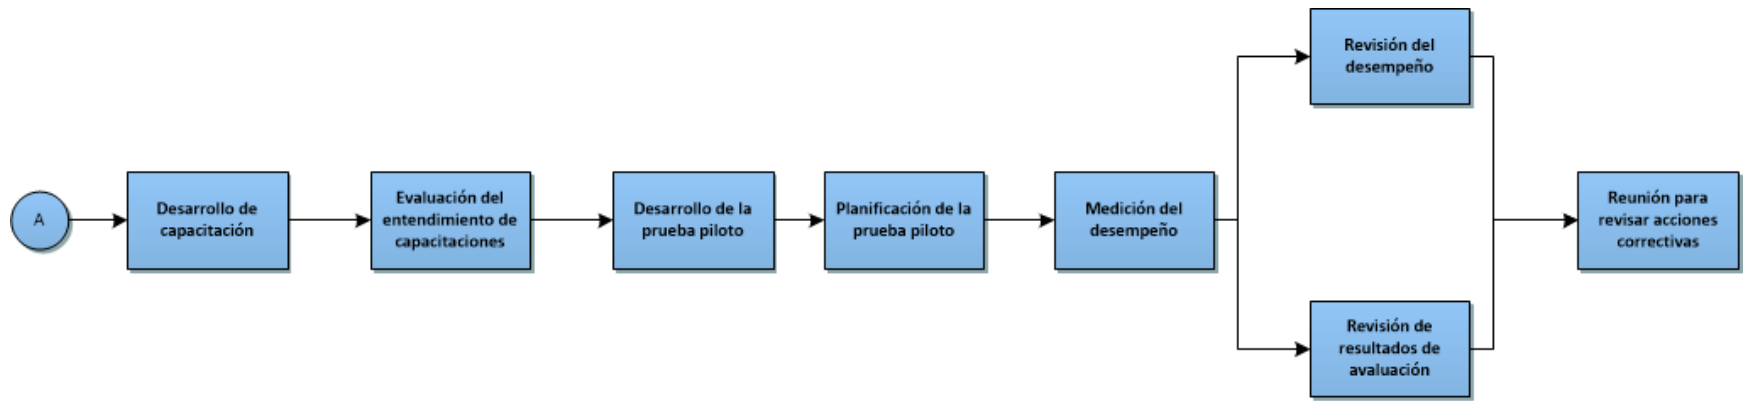 A
Desarrollo de
capacitación
Evaluación del
entendimiento de
capacitaciones
Desarrollo de la
prueba piloto
Planificación de la
prueba piloto
Medición del
desempeño
Revisión del
desempeño
Revisión de
resultados de
avaluación
Reunión para
revisar acciones
correctivas